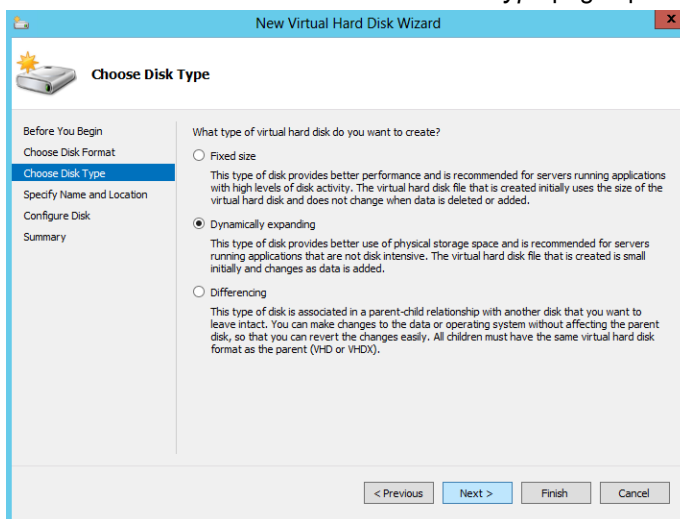 New Virtual Hard Disk Wizard
x
Choose Disk Type
Before You Begin
Choose Disk Format
Choose Disk Type
Specify Name and Location
Configure Disk
Summary
What type of virtual hard disk do you want to create?
Fixed size
This type of disk provides better performance and is recommended for servers running applications
with high levels of disk activity. The virtual hard disk file that is created initially uses the size of the
virtual hard disk and does not change when data is deleted or added.
Dynamically expanding
This type of disk provides better use of physical storage space and is recommended for servers
running applications that are not disk intensive. The virtual hard disk file that is created is small
initially and changes as data is added.
Differencing
This type of disk is associated in a parent-child relationship with another disk that you want to
leave intact. You can make changes to the data or operating system without affecting the parent
disk, so that you can revert the changes easily. All children must have the same virtual hard disk
format as the parent (VHD or VHDX).
< Previous
Next >
Finish
Cancel